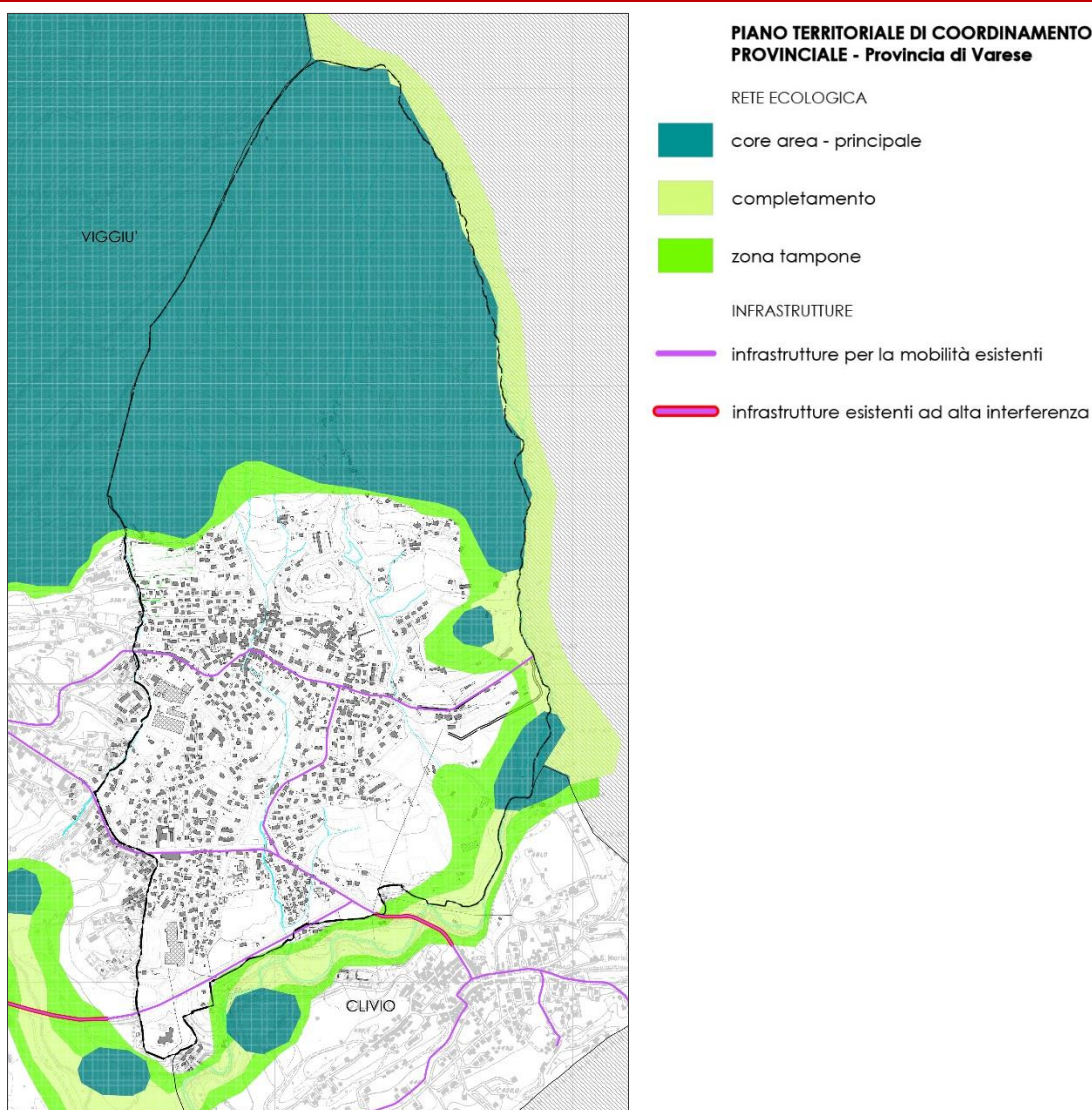 PIANO TERRITORIALE DI COORDINAMENTO
PROVINCIALE - Provincia di Varese
RETE ECOLOGICA
core area - principale
completamento
zona tampone
INFRASTRUTTURE
infrastrutture per la mobilità esistenti
infrastrutture esistenti ad alta interferenza
VIGGIU'
CLIVIO